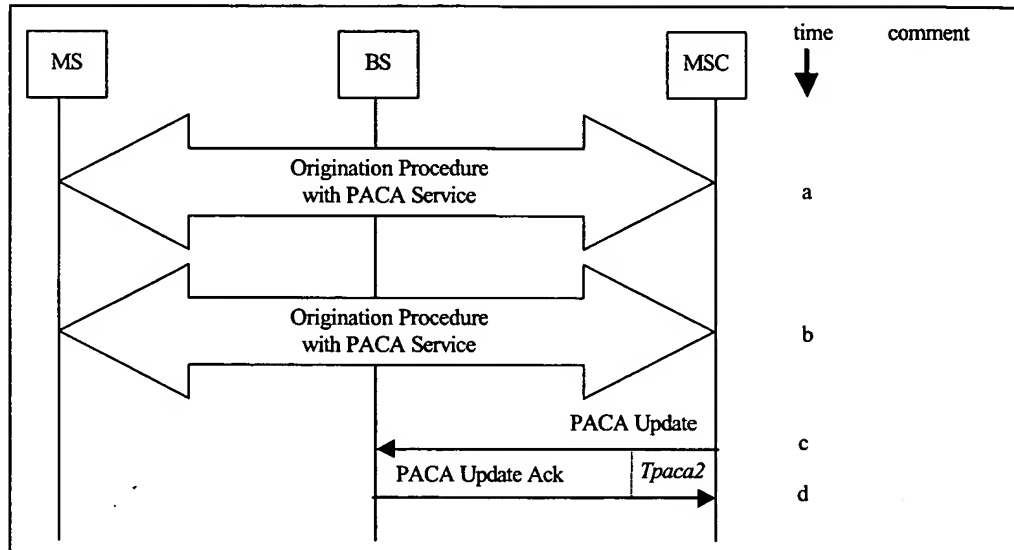 time comment
MS BS MSC
Origination Procedure
with PACA Service
a
Origination Procedure
with PACA Service
b
PACA Update
c
PACA Update Ack Tpaca2
d